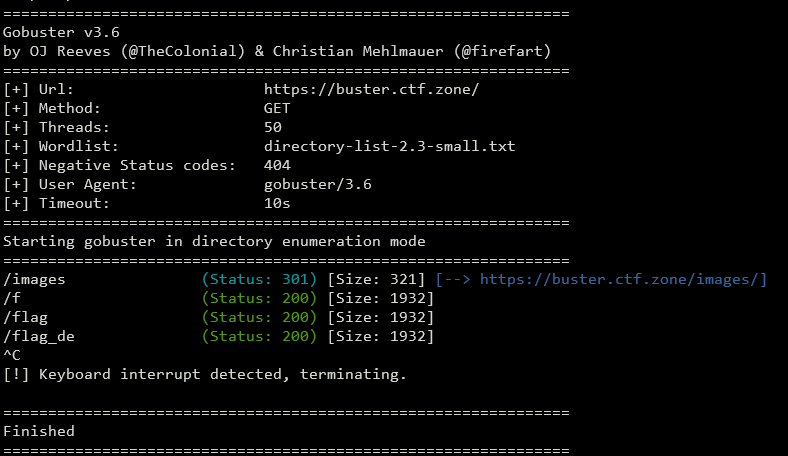 ===============================================================
Gobuster v3.6
by OJ Reeves (@TheColonial) & Christian Mehlmauer (@firefart)
===============================================================
[+] Url:                     https://buster.ctf.zone/
[+] Method:                  GET
[+] Threads:                 50
[+] Wordlist:                directory-list-2.3-small.txt
[+] Negative Status codes:   404
[+] User Agent:              gobuster/3.6
[+] Timeout:                 10s
===============================================================
Starting gobuster in directory enumeration mode
===============================================================
/images               (Status: 301) [Size: 321] [--> https://buster.ctf.zone/images/]
/f                    (Status: 200) [Size: 1932]
/flag                 (Status: 200) [Size: 1932]
/flag_de              (Status: 200) [Size: 1932]
^C
[!] Keyboard interrupt detected, terminating.
===============================================================
Finished
===============================================================